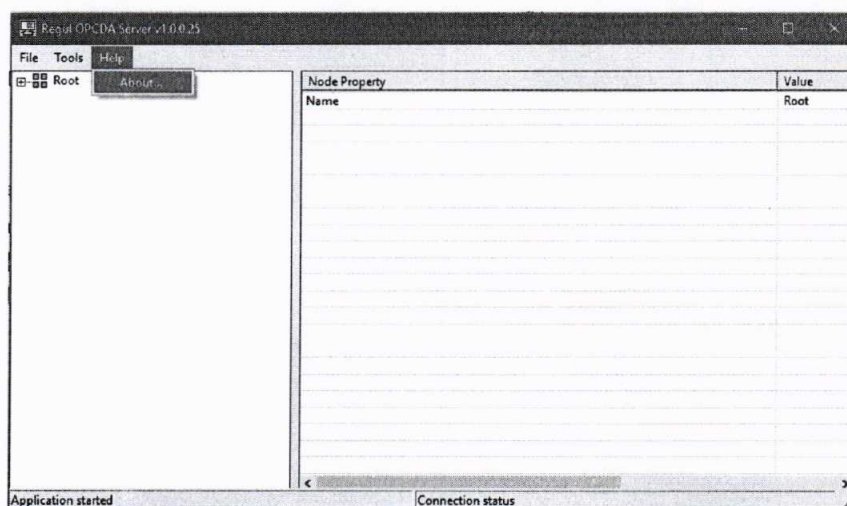 Regul OPCDA Server v1.0.0.25
File Tools Help
About...
Root
Node Property Value
Name Root
Application started Connection status